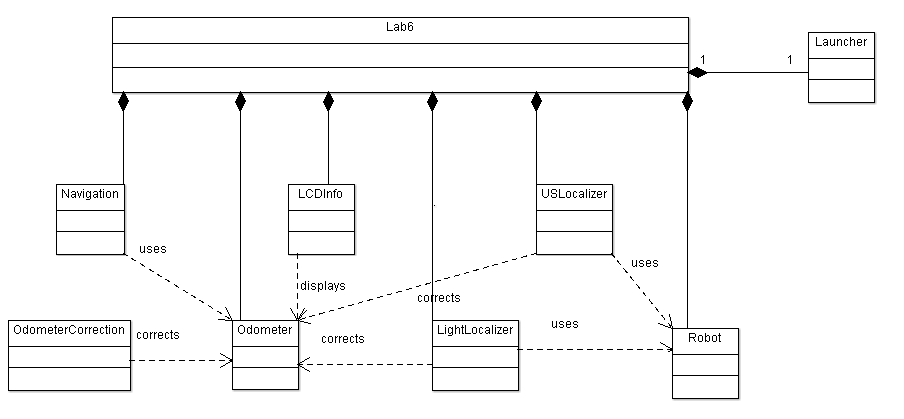 Lab6
Launcher
1
1
Navigation
LCDInfo
USLocalizer
uses
uses
displays
corrects
OdometerCorrection
corrects
Odometer
corrects
LightLocalizer
uses
Robot